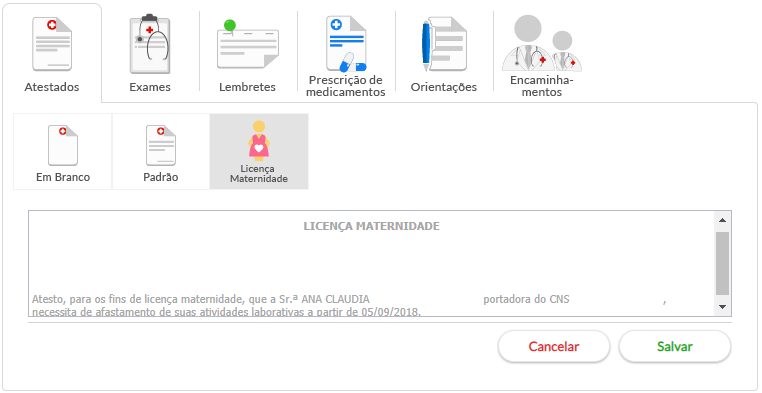 Atestados
Exames
Lembretes
Prescrição de
medicamentos
Orientações
Encaminha-
mentos
Em Branco
Padrão
Licença
Maternidade
LICENÇA MATERNIDADE
Atesto, para os fins de licença maternidade, que a Sr.ª ANA CLAUDIA portadora do CNS ,
necessita de afastamento de suas atividades laborativas a partir de 05/09/2018.
Cancelar
Salvar